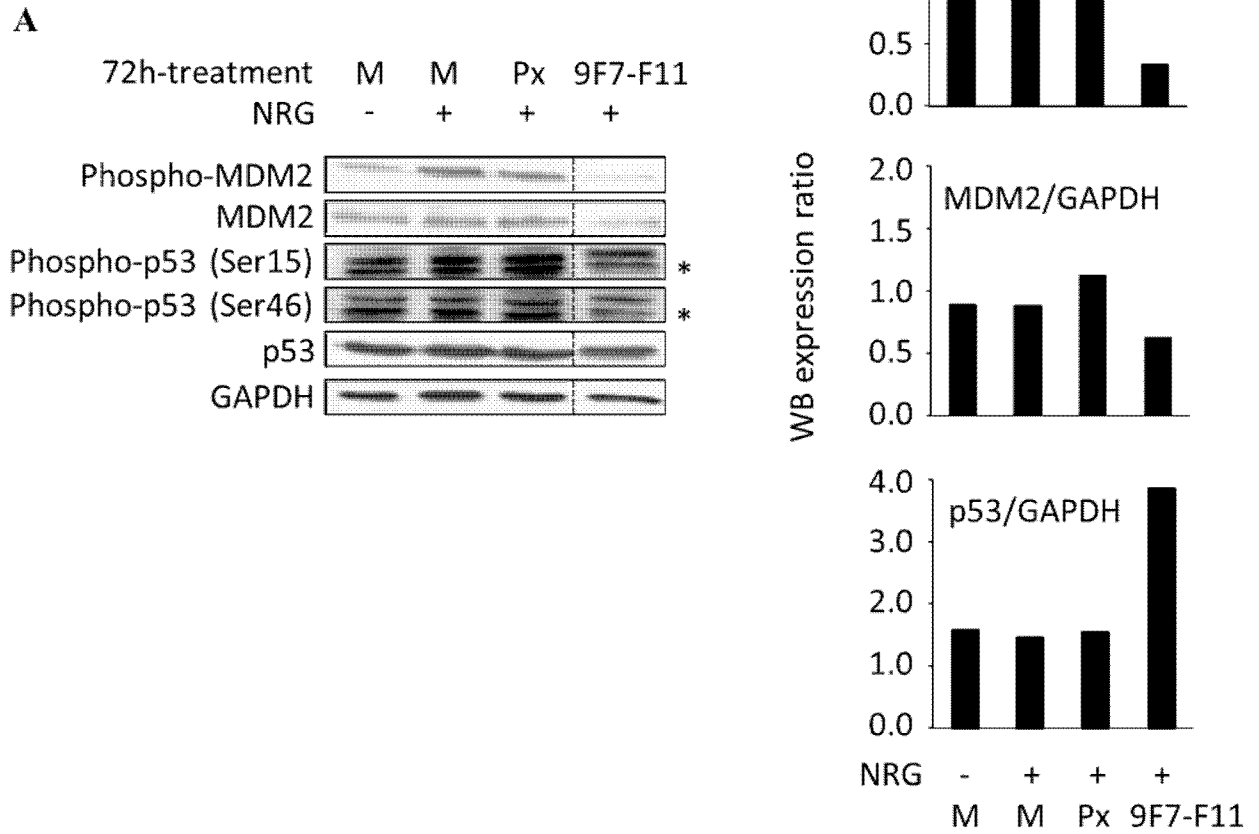 A
72h-treatment M M Px 9F7-F11
NRG - + + +
Phospho-MDM2
MDM2
Phospho-p53 (Ser15) *
Phospho-p53 (Ser46) *
p53
GAPDH
WB expression ratio
0.5
0.0
2.0
MDM2/GAPDH
1.5
1.0
0.5
0.0
4.0
p53/GAPDH
3.0
2.0
1.0
0.0
NRG - + + +
M M Px 9F7-F11